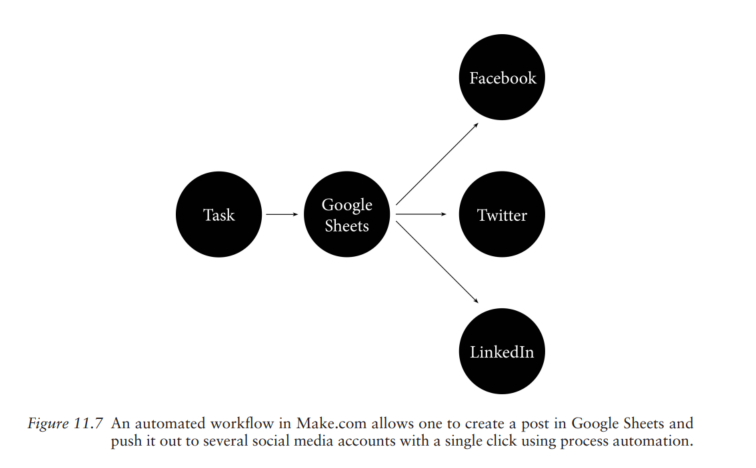 Facebook
Task
Google
Sheets
Twitter
LinkedIn
Figure 11.7 An automated workflow in Make.com allows one to create a post in Google Sheets and
push it out to several social media accounts with a single click using process automation.